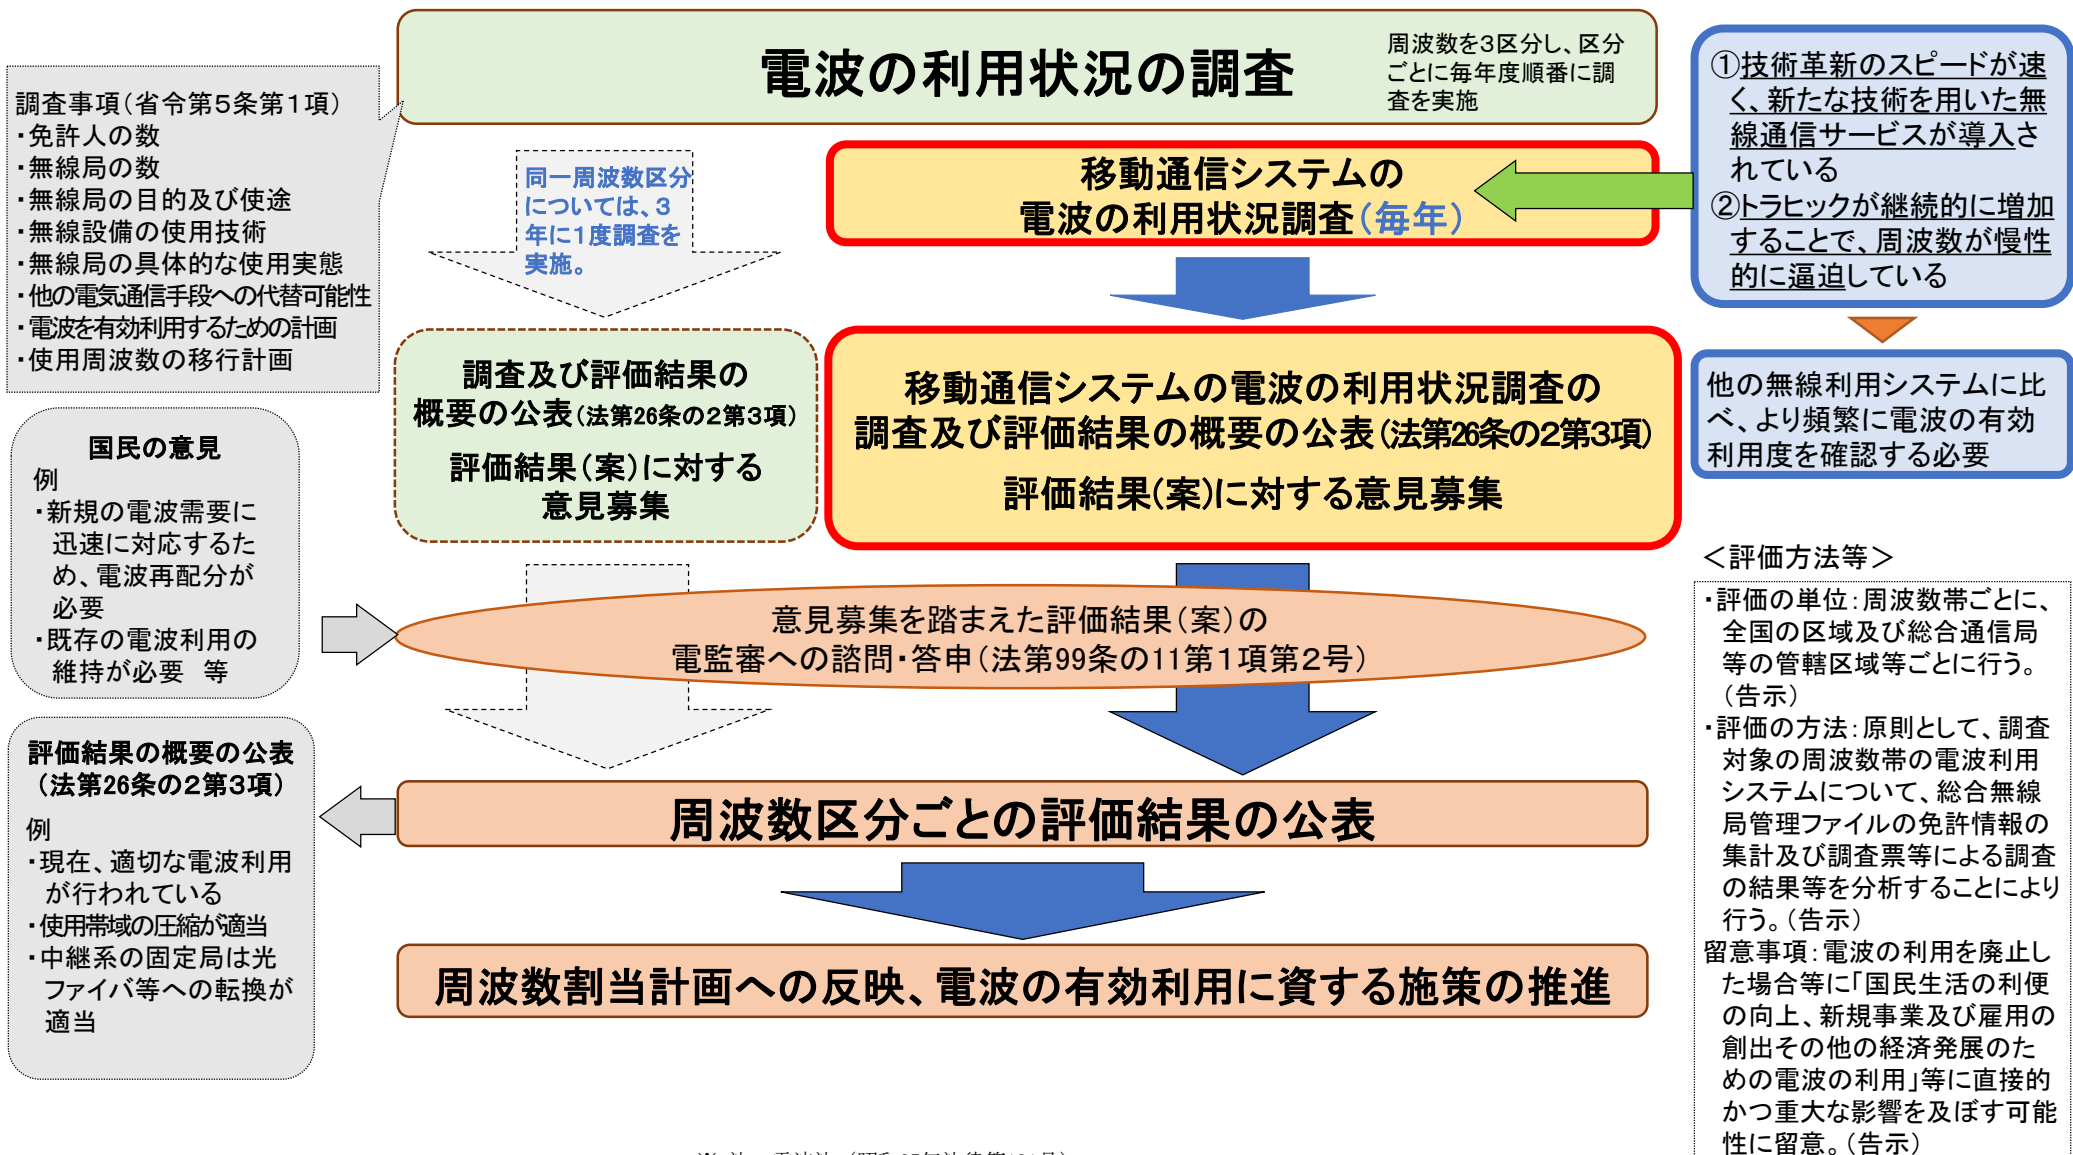 電波の利用状況の調査
周波数を3区分し、区分
ごとに毎年度順番に調
査を実施
調査事項(省令第5条第1項)
・免許人の数
・無線局の数
・無線局の目的及び使途
・無線設備の使用技術
・無線局の具体的な使用実態
・他の電気通信手段への代替可能性
・電波を有効利用するための計画
・使用周波数の移行計画
同一周波数区分
については、3
年に1度調査を
実施。
移動通信システムの
電波の利用状況調査(毎年)
①技術革新のスピードが速
く、新たな技術を用いた無
線通信サービスが導入さ
れている
②トラヒックが継続的に増加
することで、周波数が慢性
的に逼迫している
他の無線利用システムに比
べ、より頻繁に電波の有効
利用度を確認する必要
調査及び評価結果の
概要の公表(法第26条の2第3項)
評価結果(案)に対する
意見募集
移動通信システムの電波の利用状況調査の
調査及び評価結果の概要の公表(法第26条の2第3項)
評価結果(案)に対する意見募集
国民の意見
例
・新規の電波需要に
迅速に対応するた
め、電波再配分が
必要
・既存の電波利用の
維持が必要 等
意見募集を踏まえた評価結果(案)の
電監審への諮問・答申(法第99条の11第1項第2号)
評価結果の概要の公表
(法第26条の2第3項)
例
・現在、適切な電波利用
が行われている
・使用帯域の圧縮が適当
・中継系の固定局は光
ファイバ等への転換が
適当
周波数区分ごとの評価結果の公表
周波数割当計画への反映、電波の有効利用に資する施策の推進
<評価方法等>
・評価の単位:周波数帯ごとに、
全国の区域及び総合通信局
等の管轄区域等ごとに行う。
(告示)
・評価の方法:原則として、調査
対象の周波数帯の電波利用
システムについて、総合無線
局管理ファイルの免許情報の
集計及び調査票等による調査
の結果等を分析することにより
行う。(告示)
留意事項:電波の利用を廃止し
た場合等に「国民生活の利便
の向上、新規事業及び雇用の
創出その他の経済発展のた
めの電波の利用」等に直接的
かつ重大な影響を及ぼす可能
性に留意。(告示)